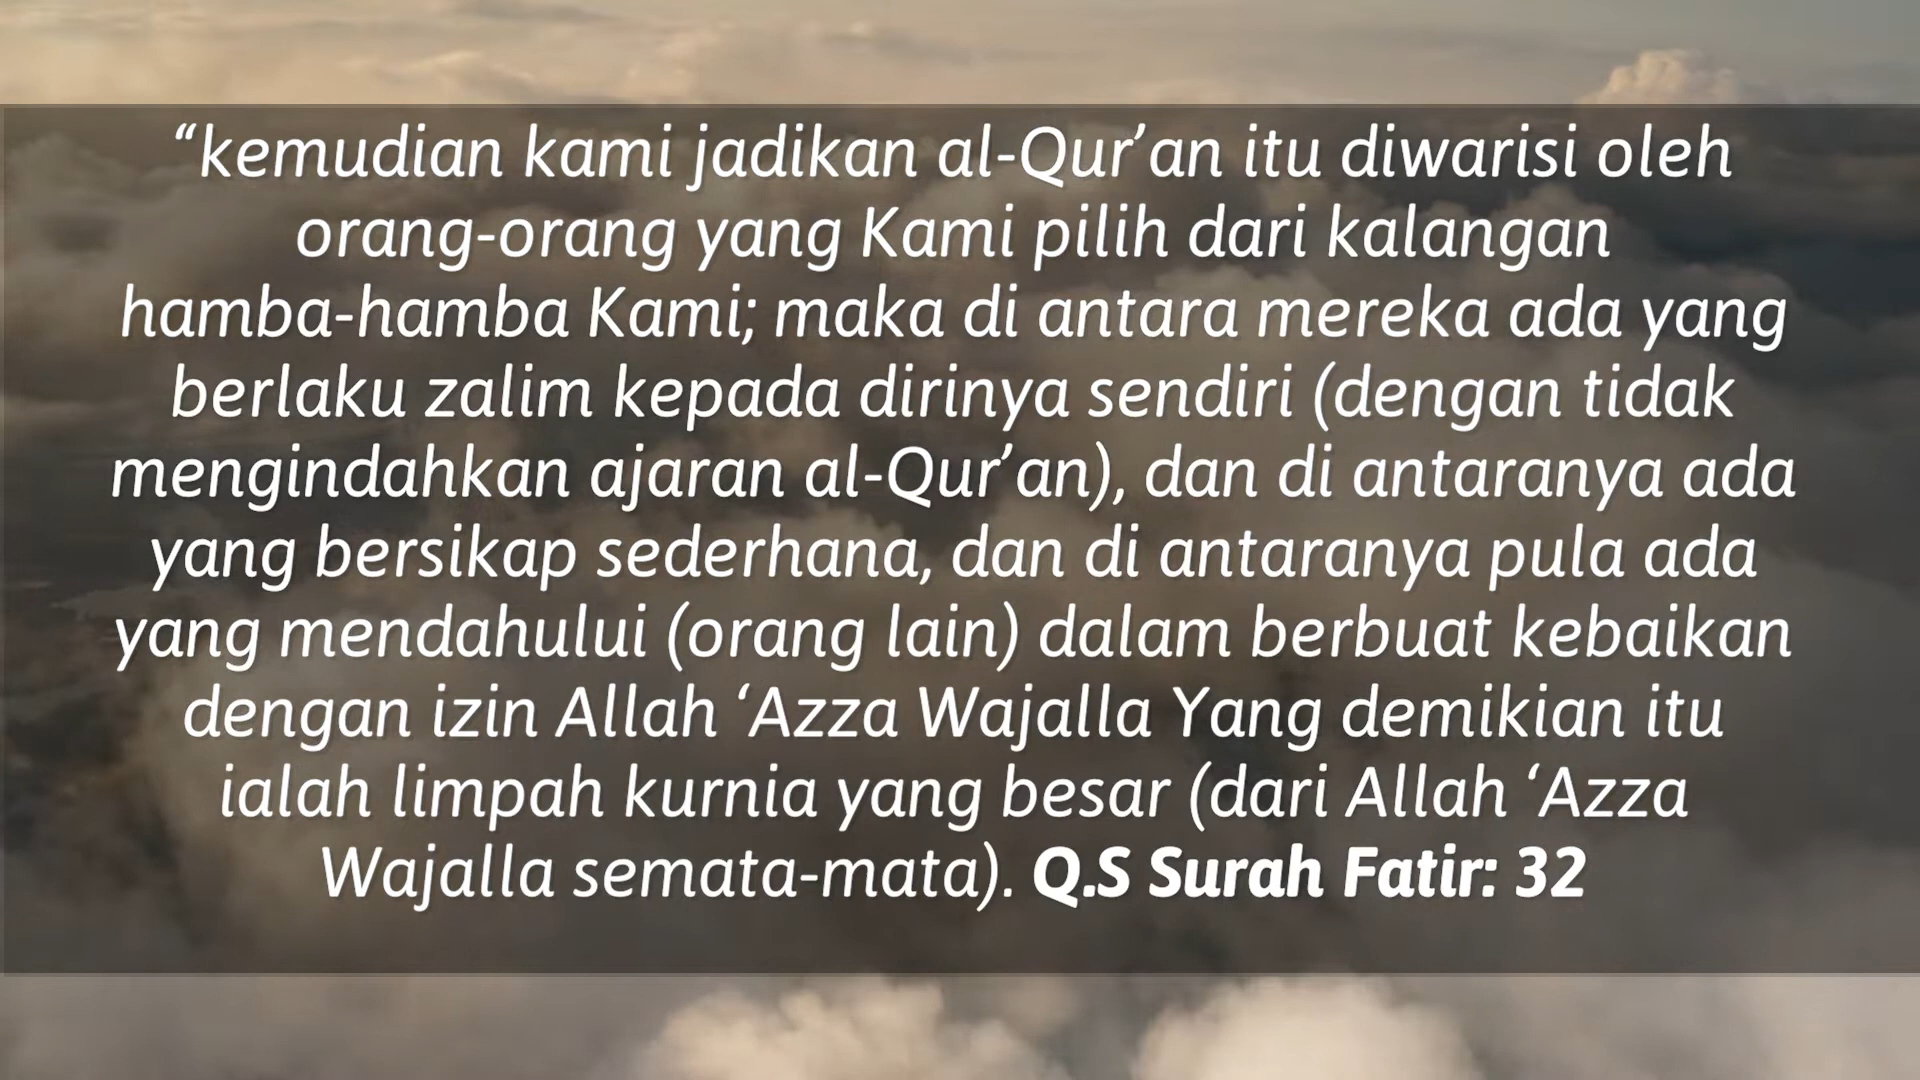 “kemudian kami jadikan al-Qur’an itu diwarisi oleh
orang-orang yang Kami pilih dari kalangan
hamba-hamba Kami; maka di antara mereka ada yang
berlaku zalim kepada dirinya sendiri (dengan tidak
mengindahkan ajaran al-Qur’an), dan di antaranya ada
yang bersikap sederhana, dan di antaranya pula ada
yang mendahului (orang lain) dalam berbuat kebaikan
dengan izin Allah ‘Azza Wajalla Yang demikian itu
ialah limpah kurnia yang besar (dari Allah ‘Azza
Wajalla semata-mata). Q.S Surah Fatir: 32